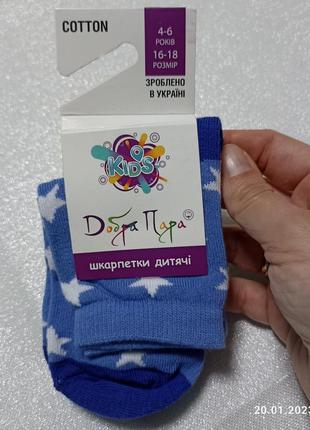 COTTON
4-6
РОКІВ
16-18
РОЗМІР
ЗРОБЛЕНО
В УКРАЇНІ
KiDS
Добра Пара
шкарпетки дитячі
20.01.2023